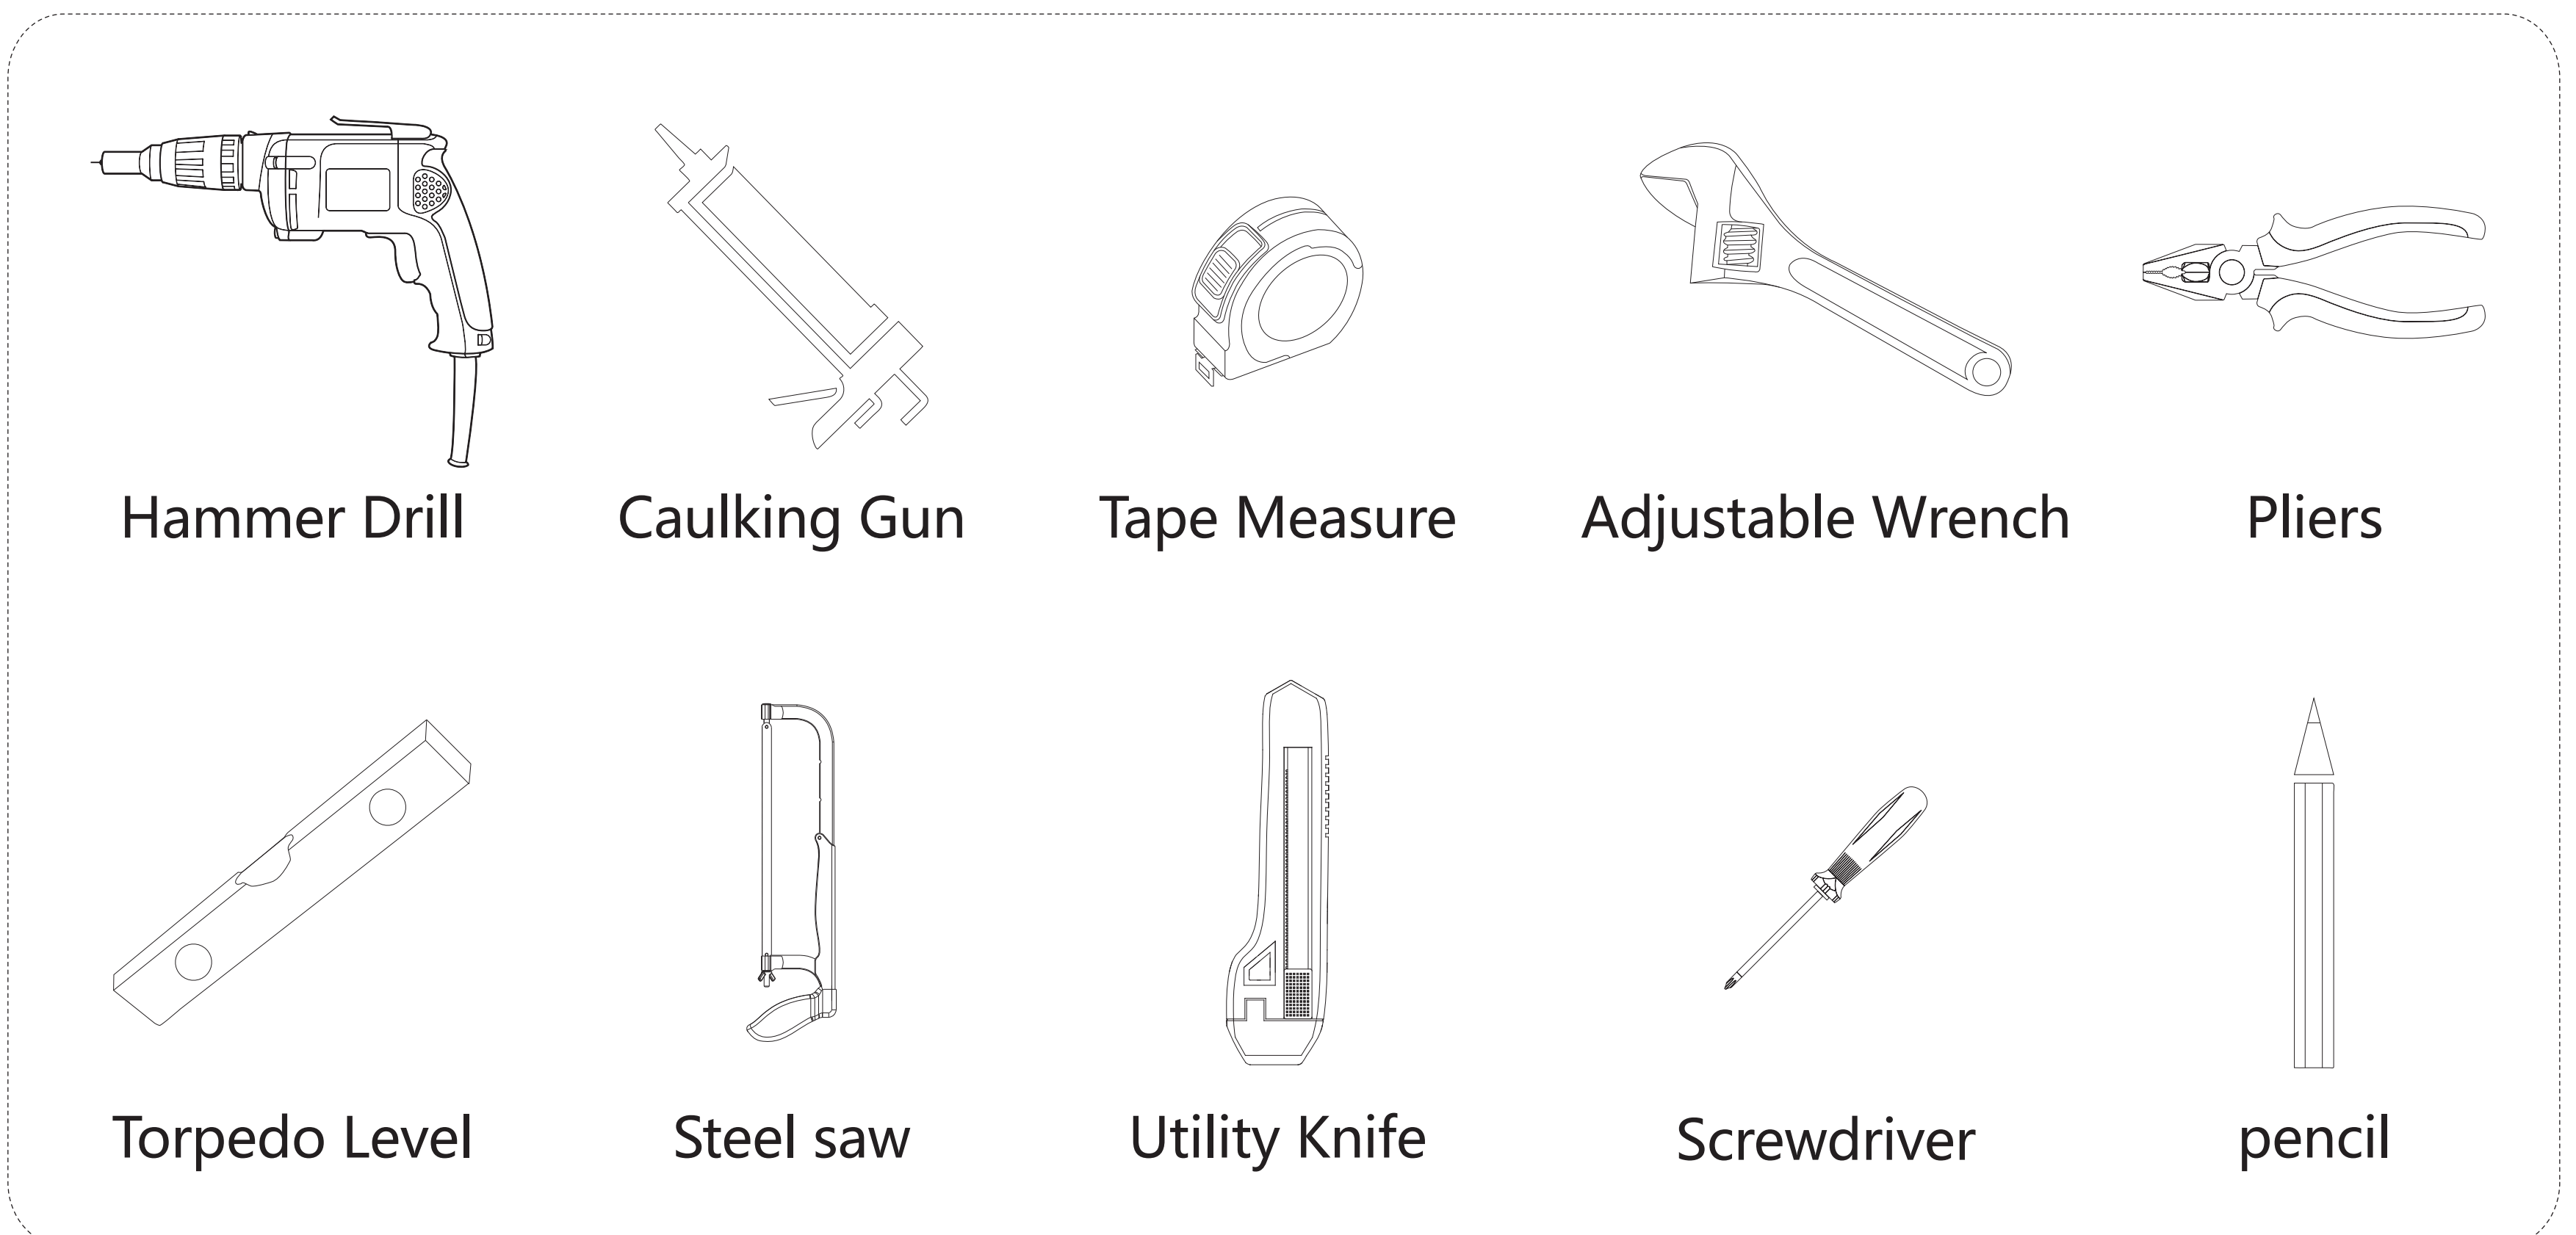 Hammer Drill
Caulking Gun
Tape Measure
Adjustable Wrench
Pliers
Torpedo Level
Steel saw
Utility Knife
Screwdriver
pencil